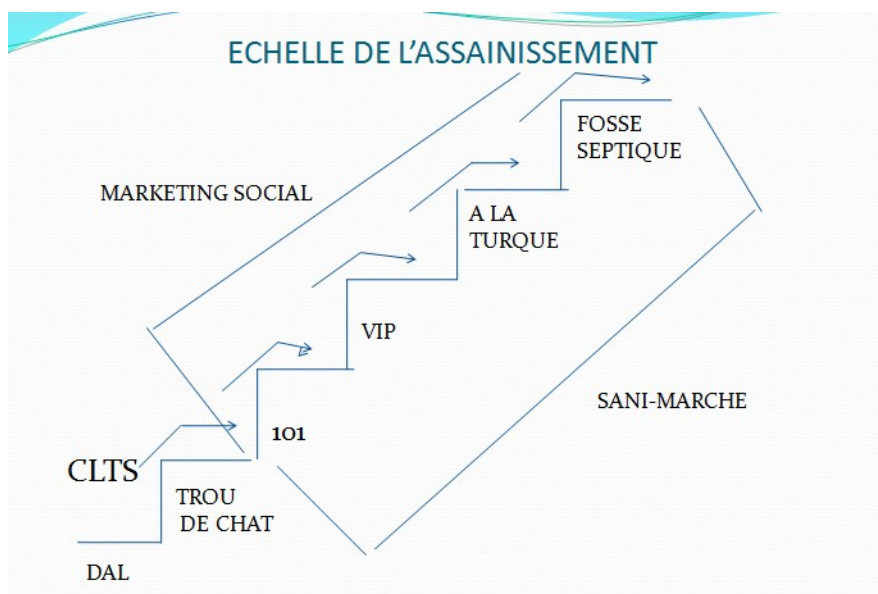 ECHELLE DE L'ASSAINISSEMENT
FOSSE
SEPTIQUE
MARKETING SOCIAL
A LA
TURQUE
VIP
SANI-MARCHE
101
CLTS
TROU
DE CHAT
DAL